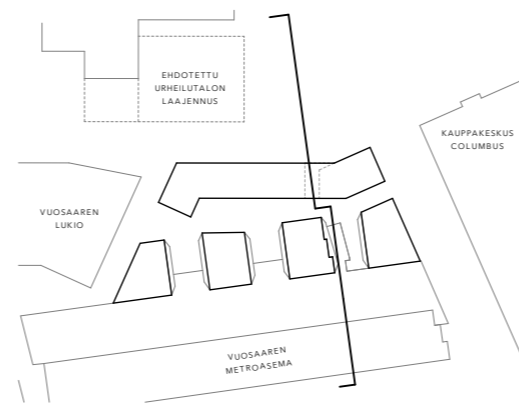 EHDOTETTU
URHEILUTALON
LAAJENNUS
KAUPPAKESKUS
COLUMBUS
VUOSAAREN
LUKIO
VUOSAAREN
METROASEMA